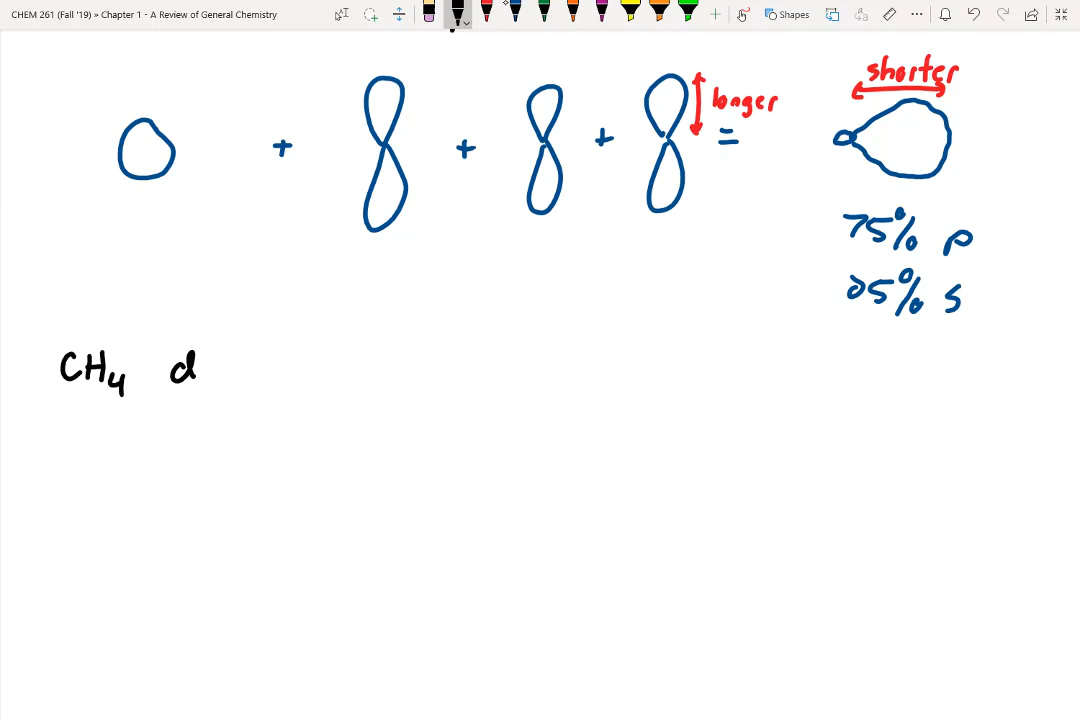 CHEM 261 (Fall '19) » Chapter 1 - A Review of General Chemistry
Shapes
shorter
+ + + longer =
75% p
25% s
CH4 d